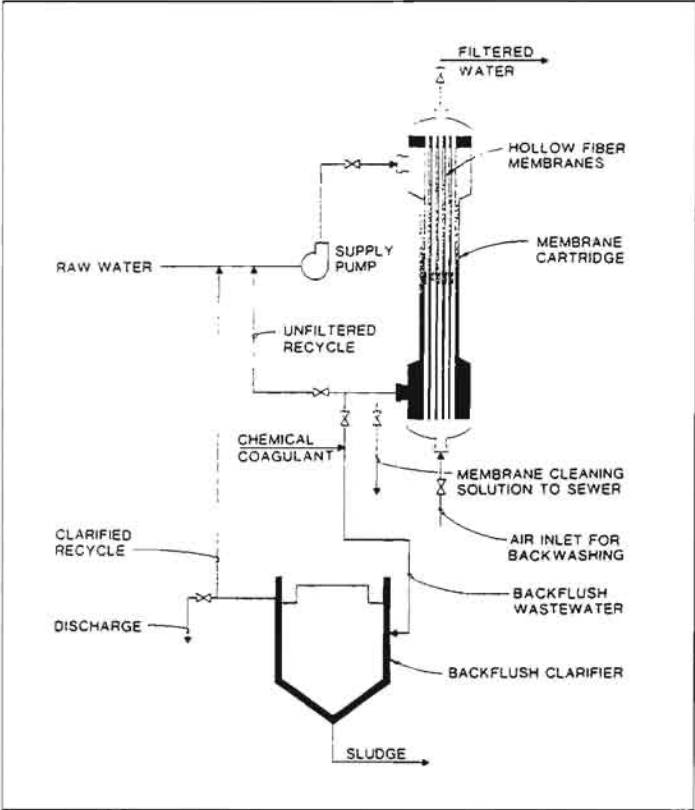 FILTERED
WATER
HOLLOW FIBER
MEMBRANES
SUPPLY
PUMP
MEMBRANE
CARTRIDGE
RAW WATER
UNFILTERED
RECYCLE
CHEMICAL
COAGULANT
MEMBRANE CLEANING
SOLUTION TO SEWER
AIR INLET FOR
BACKWASHING
CLARIFIED
RECYCLE
BACKFLUSH
WASTEWATER
DISCHARGE
BACKFLUSH CLARIFIER
SLUDGE